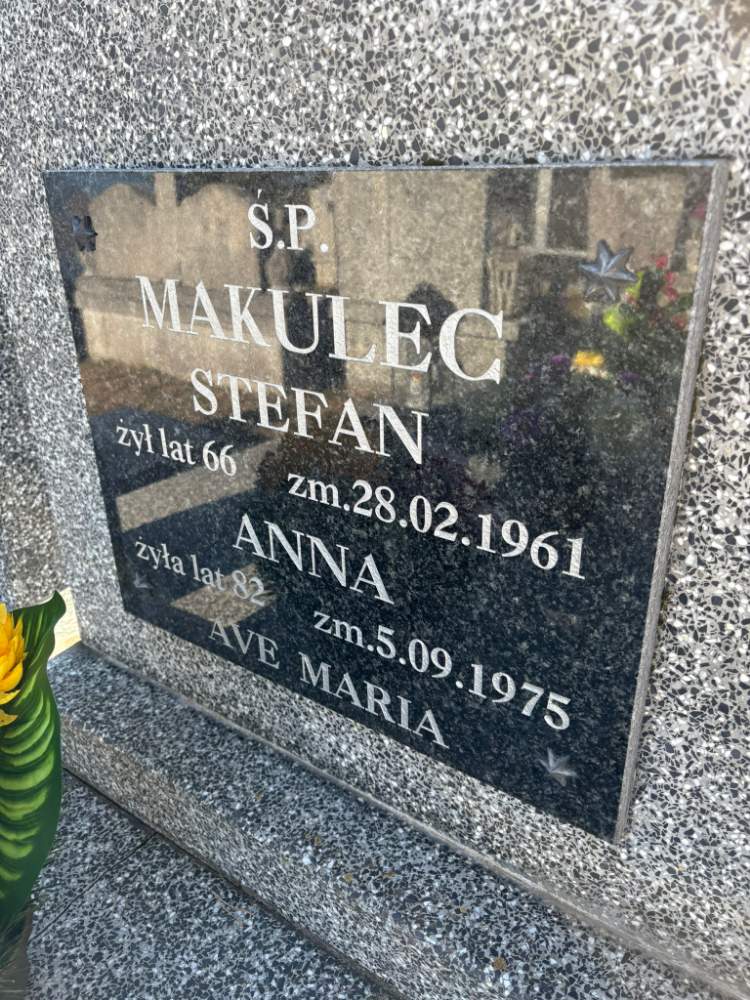 Ś.P.
MAKULEC
STEFAN
żył lat 66 zm.28.02.1961
ANNA
żyła lat 82 zm.5.09.1975
AVE MARIA